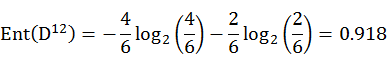 Ent(D¹²) = −4/6 log₂(4/6) − 2/6 log₂(2/6) = 0.918